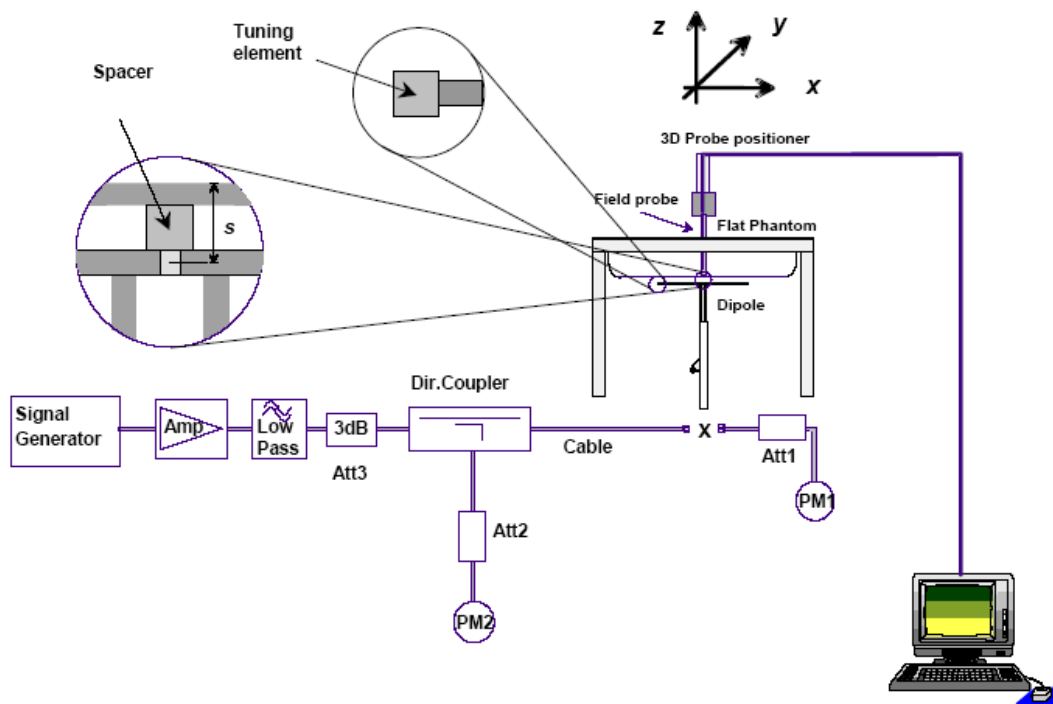 Tuning
element
z
y
x
Spacer
3D Probe positioner
Field probe
Flat Phantom
s
Dipole
Dir.Coupler
Signal
Generator
Amp
Low
Pass
3dB
Att3
Cable
X
Att1
PM1
Att2
PM2